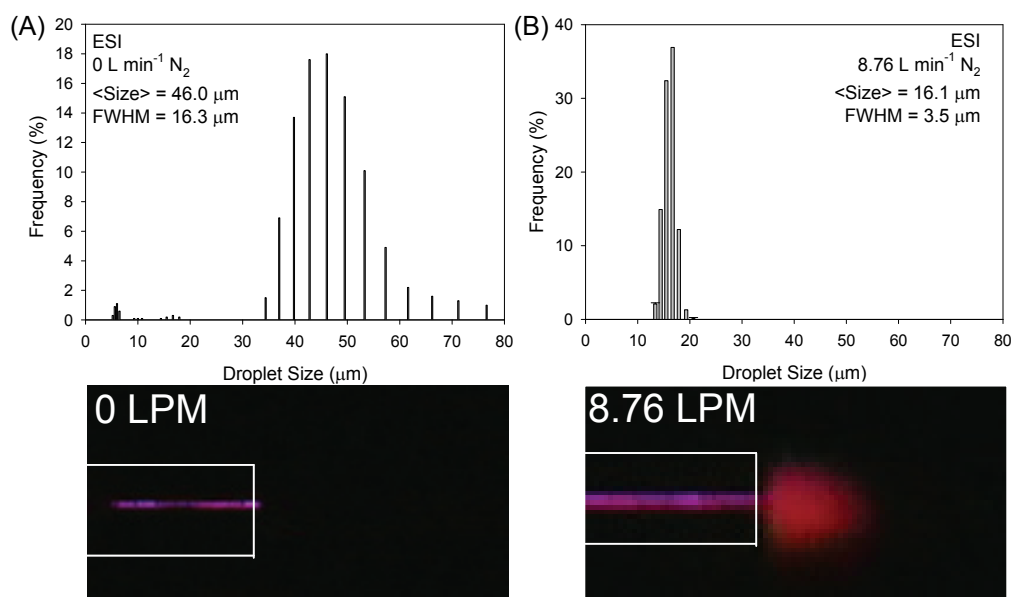 (A)
ESI
0 L min⁻¹ N₂
<Size> = 46.0 μm
FWHM = 16.3 μm
Frequency (%)
20
18
16
14
12
10
8
6
4
2
0
0 10 20 30 40 50 60 70 80
Droplet Size (μm)
0 LPM
(B)
ESI
8.76 L min⁻¹ N₂
<Size> = 16.1 μm
FWHM = 3.5 μm
Frequency (%)
40
30
20
10
0
0 10 20 30 40 50 60 70 80
Droplet Size (μm)
8.76 LPM